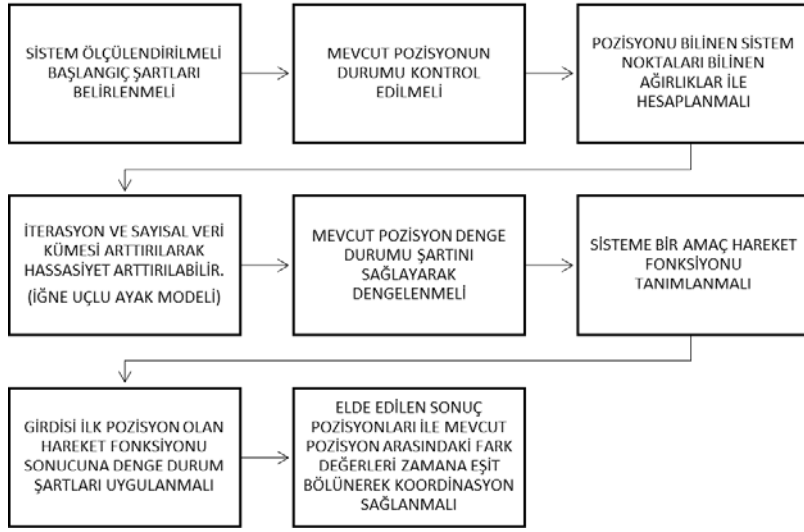 SİSTEM ÖLÇÜLENDİRİLMELİ
BAŞLANGIÇ ŞARTLARI
BELİRLENMELİ
MEVCUT POZİSYONUN
DURUMU KONTROL
EDİLMELİ
POZİSYONU BİLİNEN SİSTEM
NOKTALARI BİLİNEN
AĞIRLIKLAR İLE
HESAPLANMALI
İTERASYON VE SAYISAL VERİ
KÜMESİ ARTTIRILARAK
HASSASİYET ARTTIRILABİLİR.
(İĞNE UÇLU AYAK MODELİ)
MEVCUT POZİSYON DENGE
DURUMU ŞARTINI
SAĞLAYARAK
DENGELENMELİ
SİSTEME BİR AMAÇ HAREKET
FONKSİYONU
TANIMLANMALI
GİRDİSİ İLK POZİSYON OLAN
HAREKET FONKSİYONU
SONUCUNA DENGE DURUM
ŞARTLARI UYGULANMALI
ELDE EDİLEN SONUÇ
POZİSYONLARI İLE MEVCUT
POZİSYON ARASINDAKİ FARK
DEĞERLERİ ZAMANA EŞİT
BÖLÜNEREK KOORDİNASYON
SAĞLANMALI